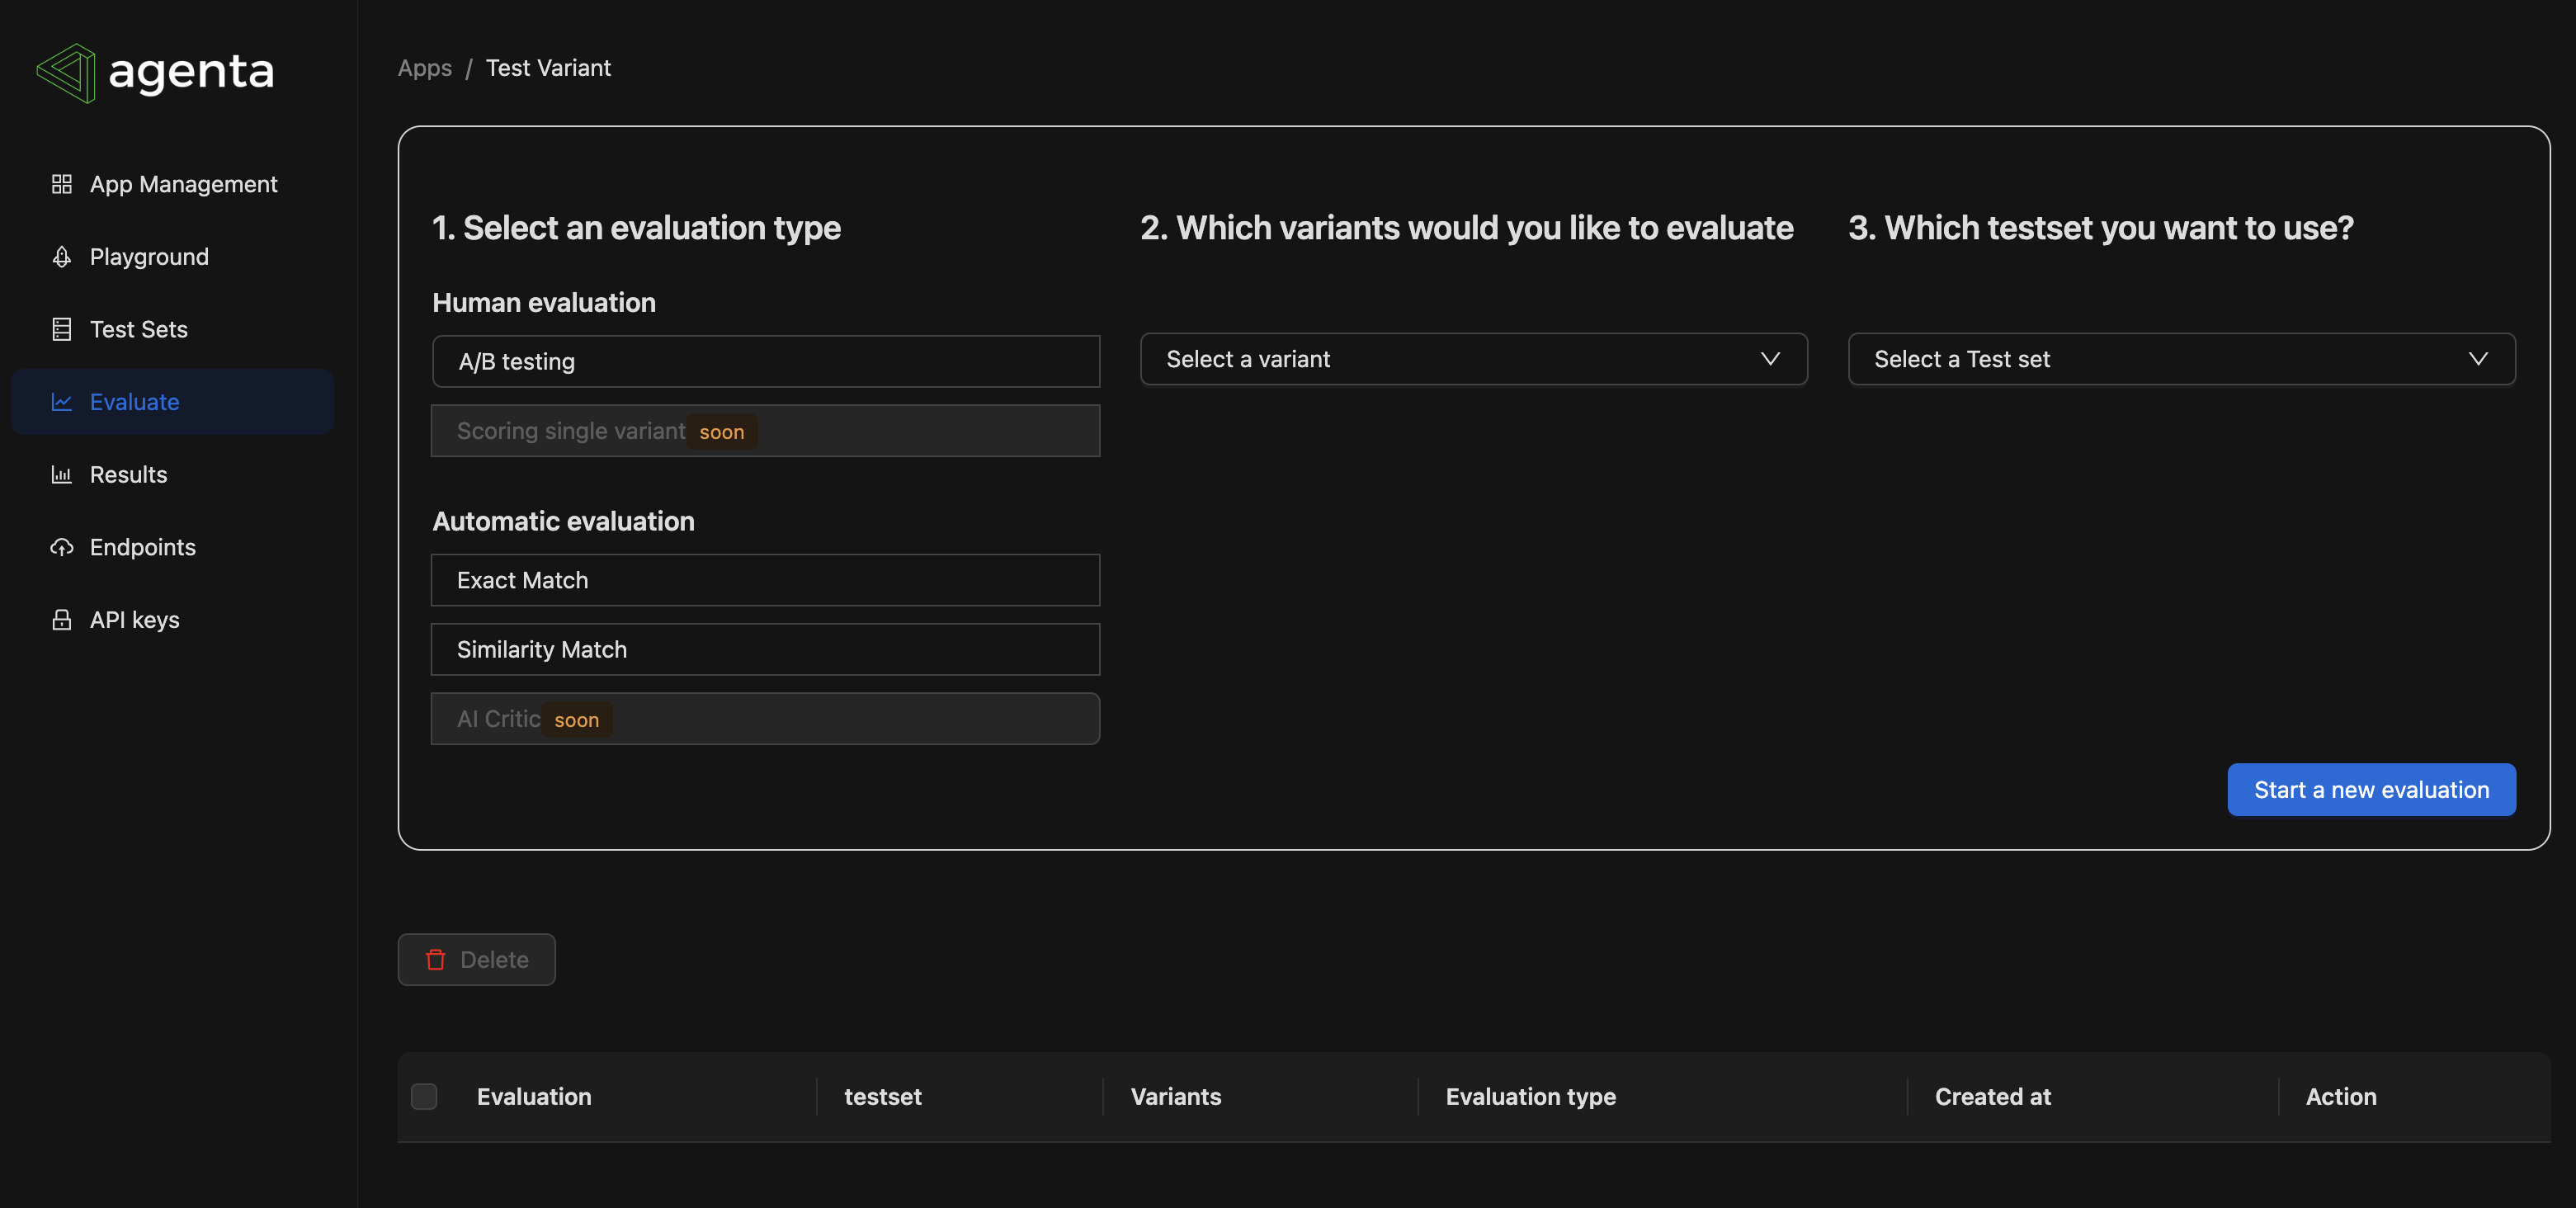 agenta
App Management
Playground
Test Sets
Evaluate
Results
Endpoints
API keys
Apps / Test Variant
1. Select an evaluation type
Human evaluation
A/B testing
Scoring single variant soon
Automatic evaluation
Exact Match
Similarity Match
AI Critic soon
2. Which variants would you like to evaluate
Select a variant
3. Which testset you want to use?
Select a Test set
Start a new evaluation
Delete
Evaluation testset Variants Evaluation type Created at Action